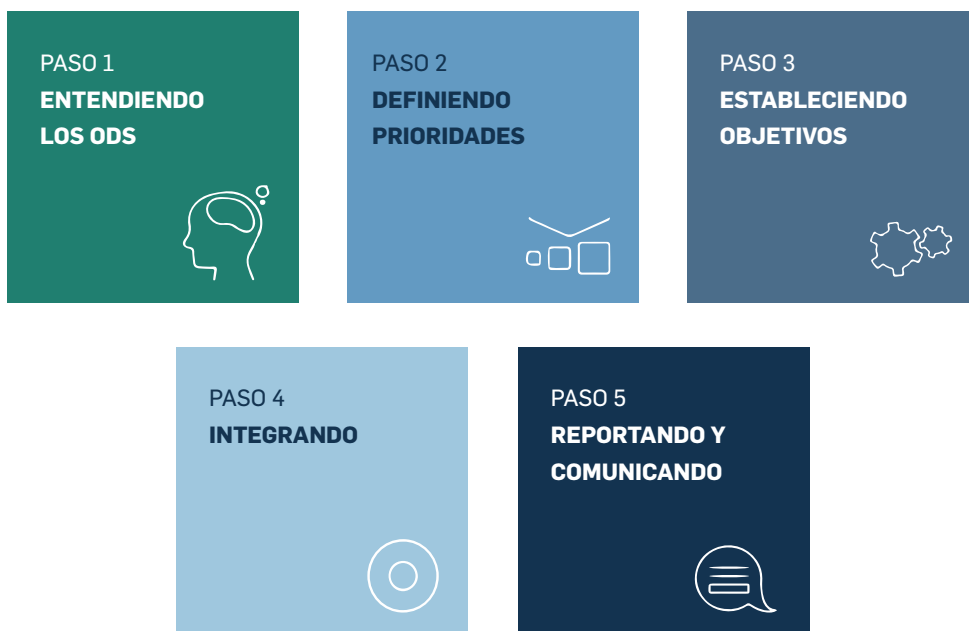 PASO 1
ENTENDIENDO
LOS ODS
PASO 2
DEFINIENDO
PRIORIDADES
PASO 3
ESTABLECIENDO
OBJETIVOS
PASO 4
INTEGRANDO
PASO 5
REPORTANDO Y
COMUNICANDO